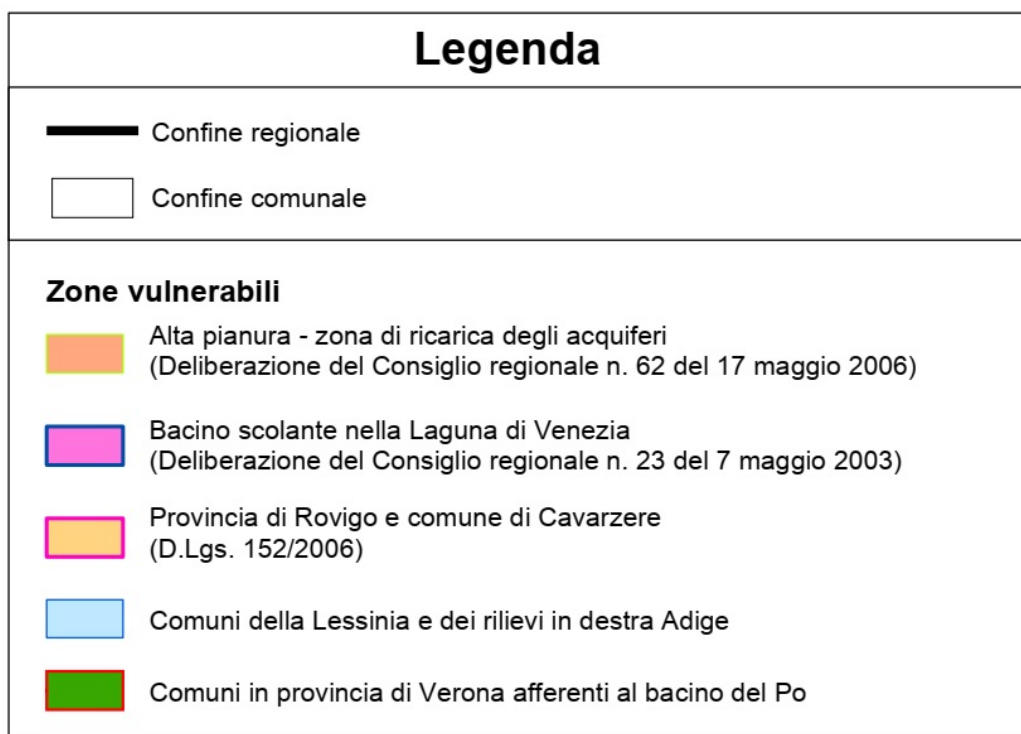 Legenda
Confine regionale
Confine comunale
Zone vulnerabili
Alta pianura - zona di ricarica degli acquiferi
(Deliberazione del Consiglio regionale n. 62 del 17 maggio 2006)
Bacino scolante nella Laguna di Venezia
(Deliberazione del Consiglio regionale n. 23 del 7 maggio 2003)
Provincia di Rovigo e comune di Cavarzere
(D.Lgs. 152/2006)
Comuni della Lessinia e dei rilievi in destra Adige
Comuni in provincia di Verona afferenti al bacino del Po